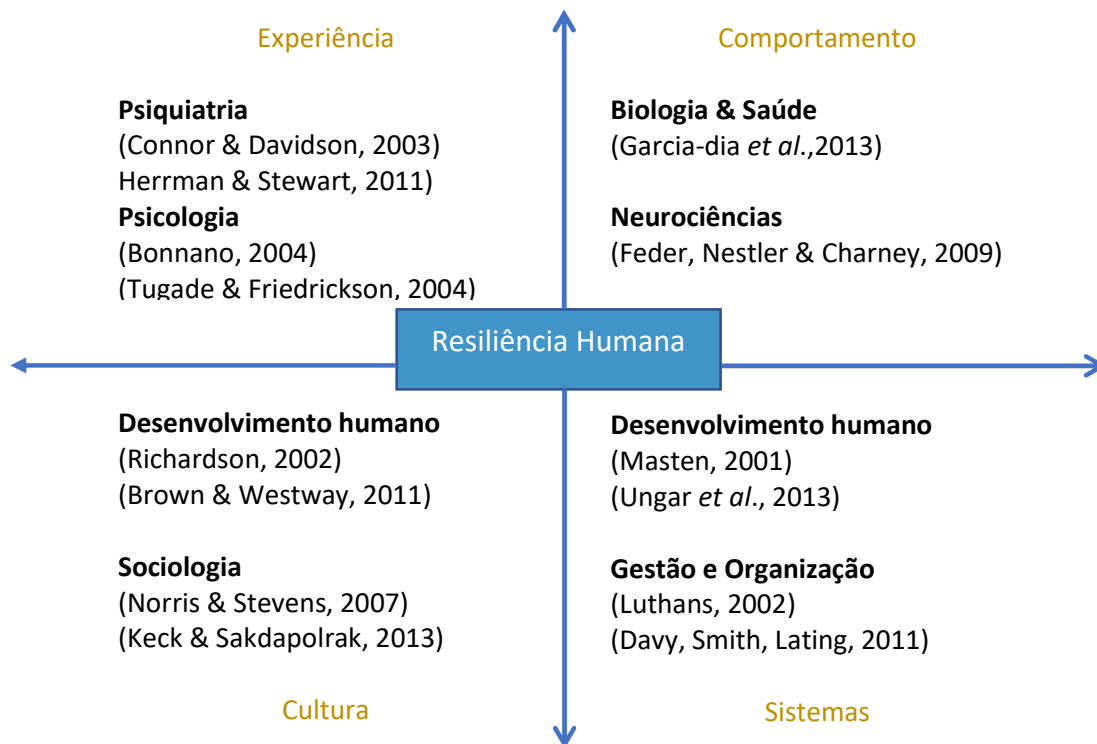 Experiência
Psiquiatria
(Connor & Davidson, 2003)
Herrman & Stewart, 2011)
Psicologia
(Bonnano, 2004)
(Tugade & Friedrickson, 2004)
Comportamento
Biologia & Saúde
(Garcia-dia et al.,2013)
Neurociências
(Feder, Nestler & Charney, 2009)
Resiliência Humana
Desenvolvimento humano
(Richardson, 2002)
(Brown & Westway, 2011)
Sociologia
(Norris & Stevens, 2007)
(Keck & Sakdapolrak, 2013)
Cultura
Desenvolvimento humano
(Masten, 2001)
(Ungar et al., 2013)
Gestão e Organização
(Luthans, 2002)
(Davy, Smith, Lating, 2011)
Sistemas